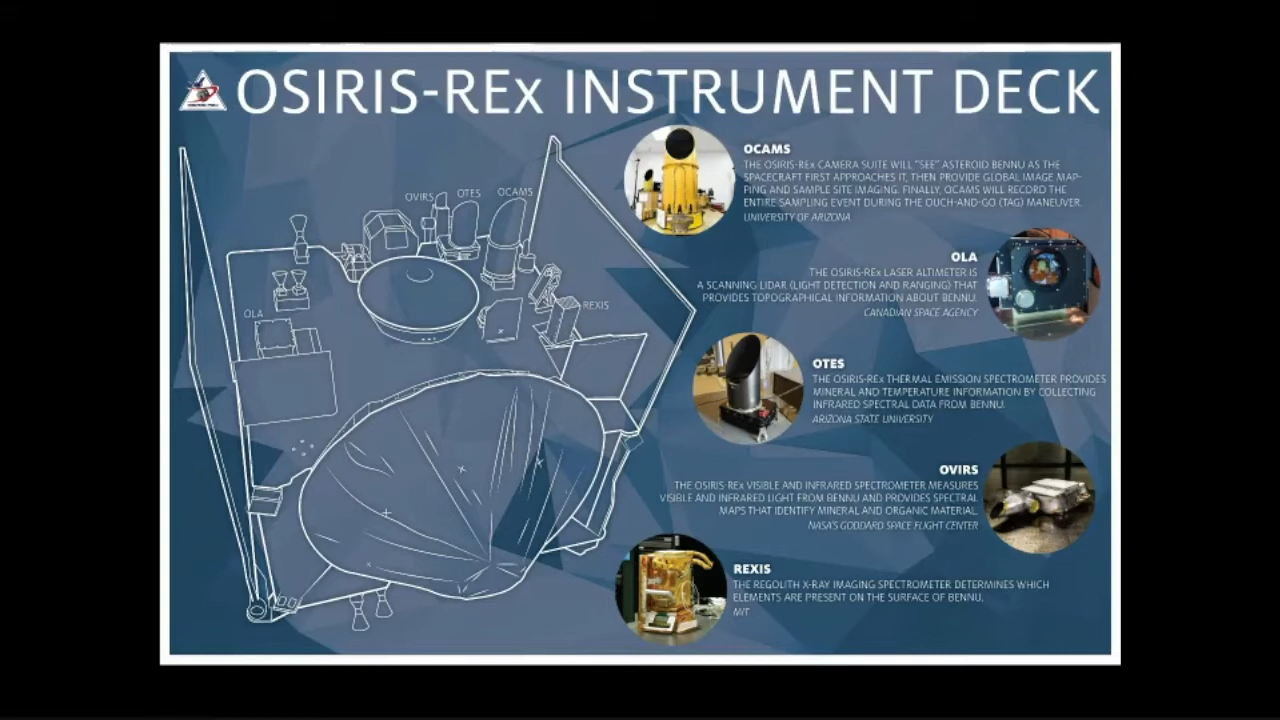 OSIRIS-REx INSTRUMENT DECK
OVIRS
OTES
OCAMS
OLA
REXIS
OCAMS
THE OSIRIS-REx CAMERA SUITE WILL "SEE" ASTEROID BENNU AS THE
SPACECRAFT FIRST APPROACHES IT, THEN PROVIDE GLOBAL IMAGE MAP-
PING AND SAMPLE SITE IMAGING. FINALLY, OCAMS WILL RECORD THE
ENTIRE SAMPLING EVENT DURING THE OUCH-AND-GO (TAG) MANEUVER.
UNIVERSITY OF ARIZONA
OLA
THE OSIRIS-REx LASER ALTIMETER IS
A SCANNING LIDAR (LIGHT DETECTION AND RANGING) THAT
PROVIDES TOPOGRAPHICAL INFORMATION ABOUT BENNU.
CANADIAN SPACE AGENCY
OTES
THE OSIRIS-REx THERMAL EMISSION SPECTROMETER PROVIDES
MINERAL AND TEMPERATURE INFORMATION BY COLLECTING
INFRARED SPECTRAL DATA FROM BENNU.
ARIZONA STATE UNIVERSITY
OVIRS
THE OSIRIS-REx VISIBLE AND INFRARED SPECTROMETER MEASURES
VISIBLE AND INFRARED LIGHT FROM BENNU AND PROVIDES SPECTRAL
MAPS THAT IDENTIFY MINERAL AND ORGANIC MATERIAL.
NASA'S GODDARD SPACE FLIGHT CENTER
REXIS
THE REGOLITH X-RAY IMAGING SPECTROMETER DETERMINES WHICH
ELEMENTS ARE PRESENT ON THE SURFACE OF BENNU.
MIT